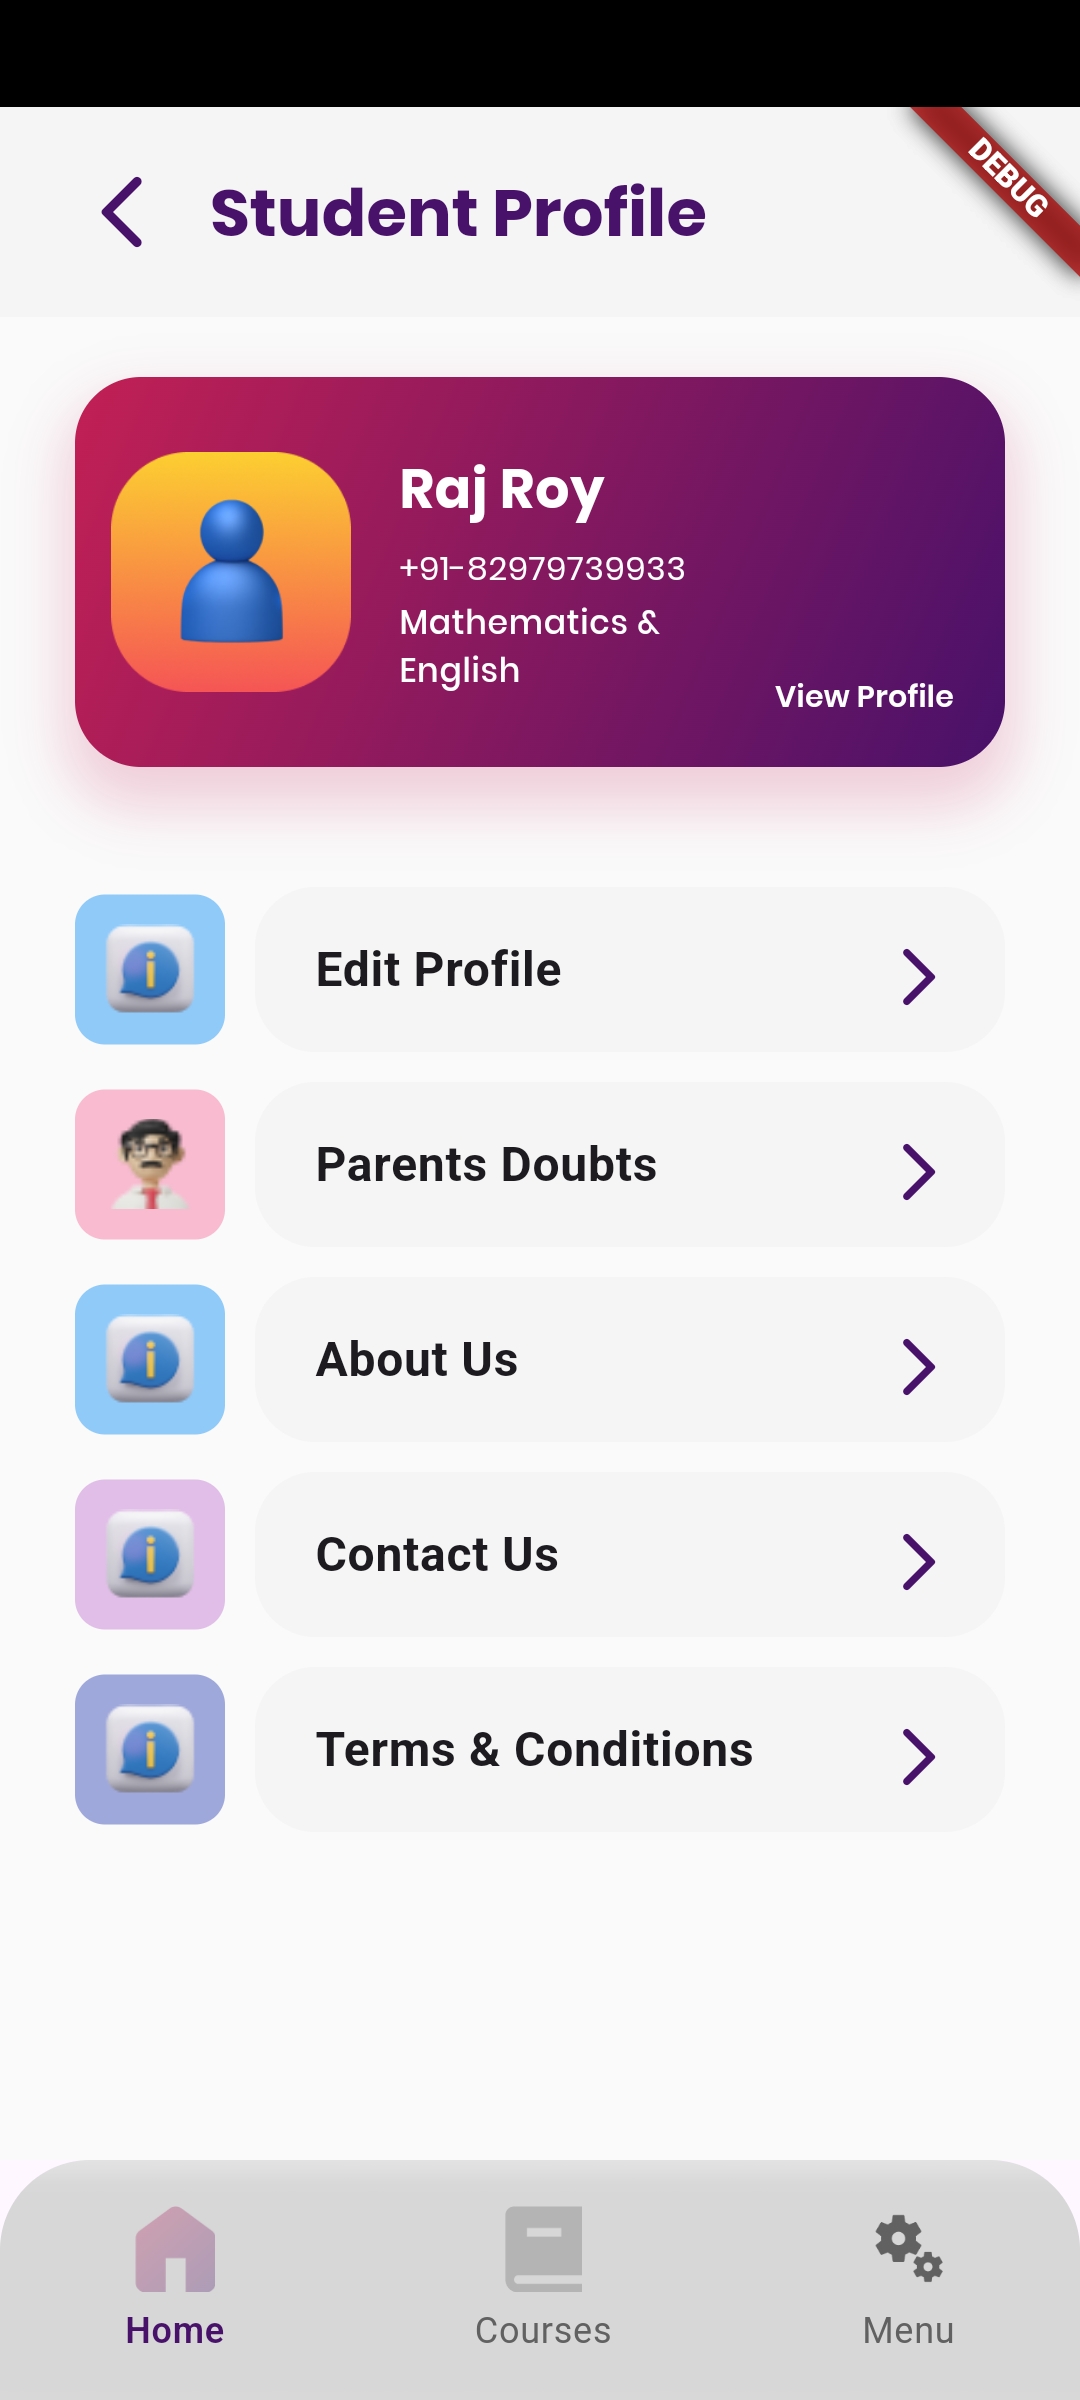 DEBUG
Student Profile
Raj Roy
+91-82979739933
Mathematics &
English
View Profile
Edit Profile
Parents Doubts
About Us
Contact Us
Terms & Conditions
Home
Courses
Menu